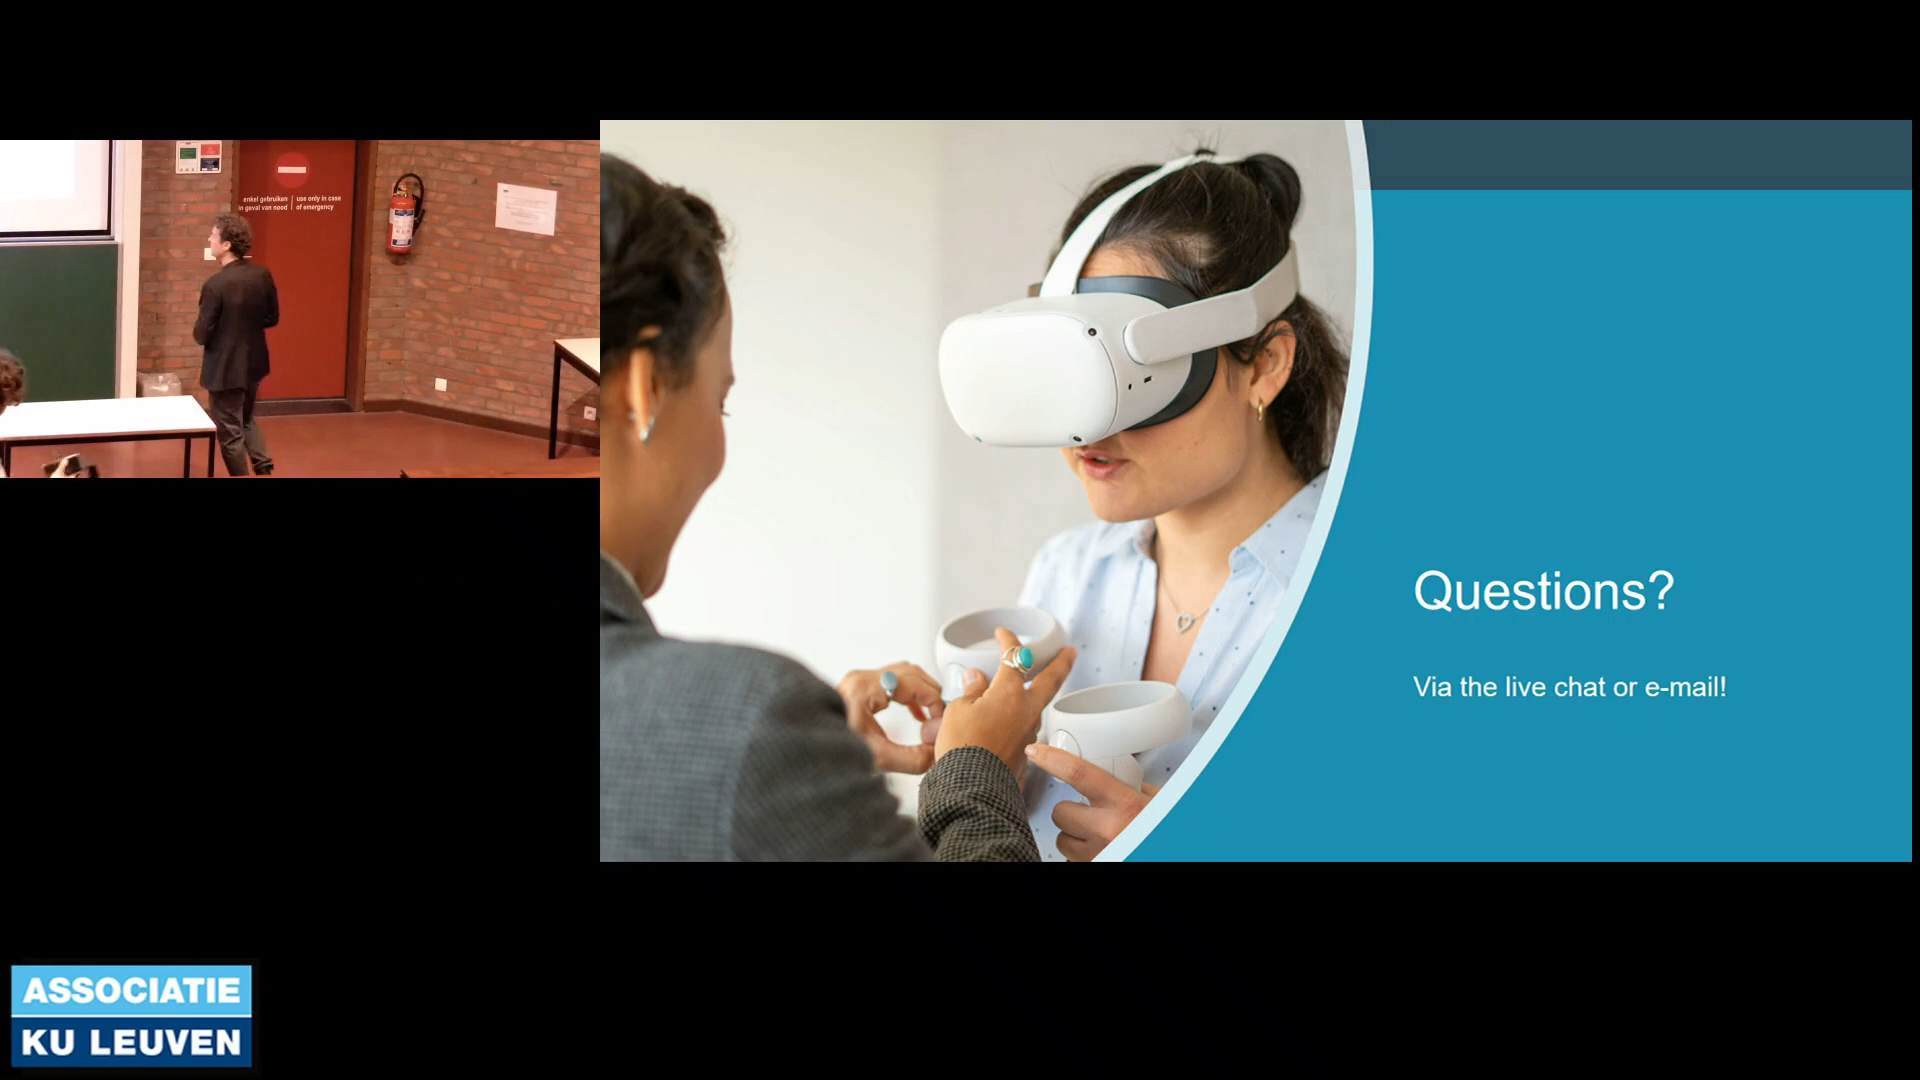 enkel gebruiken
in geval van nood
use only in case
of emergency
Questions?
Via the live chat or e-mail!
ASSOCIATIE
KU LEUVEN